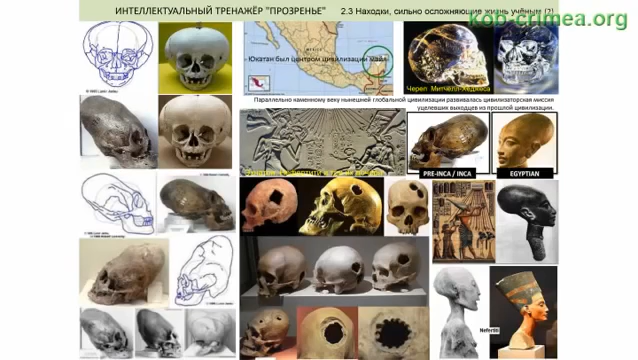 ИНТЕЛЛЕКТУАЛЬНЫЙ ТРЕНАЖЁР "ПРОЗРЕНЬЕ"
2.3 Находки, сильно осложняющие жизнь учёным (2)
kob-crimea.org
MEXICO
- Юкатан был центром цивилизации майя
Череп Митчелл-Хеджеса
Параллельно каменному веку нынешней глобальной цивилизации развивалась цивилизаторская миссия
уцелевших выходцев из прошлой цивилизации.
PRE-INCA / INCA
EGYPTIAN
Nefertiti